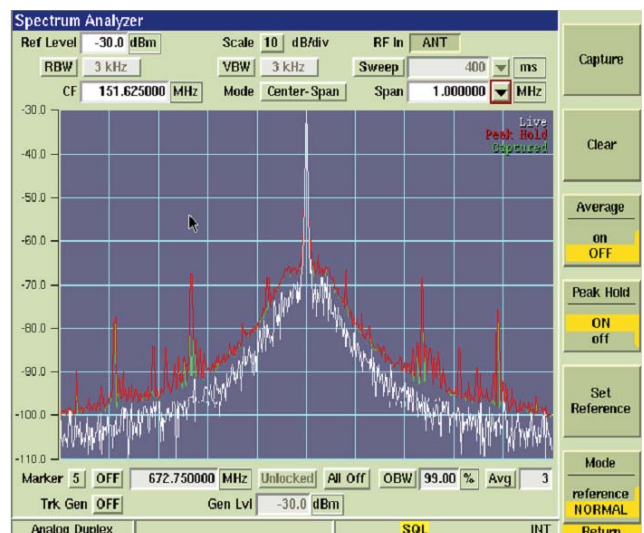 Spectrum Analyzer
Ref Level -30.0 dBm Scale 10 dB/div RF In ANT
RBW 3 kHz VBW 3 kHz Sweep 400 ms
CF 151.625000 MHz Mode Center-Span Span 1.000000 MHz
-30.0
Live
Peak Hold
Captured
-40.0
-50.0
-60.0
-70.0
-80.0
-90.0
-100.0
-110.0
Marker 5 OFF 672.750000 MHz Unlocked All Off OBW 99.00 % Avg 3
Trk Gen OFF Gen Lvl -30.0 dBm
Analog Duplex SQL INT
Capture
Clear
Average
on
OFF
Peak Hold
ON
off
Set
Reference
Mode
reference
NORMAL
Return